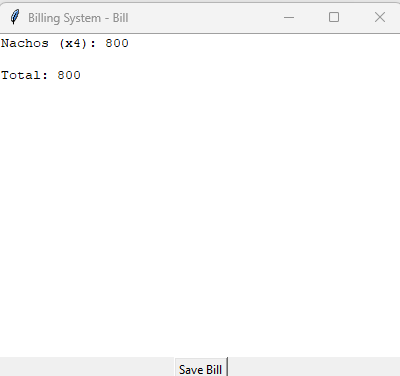 Billing System - Bill
Nachos (x4): 800
Total: 800
Save Bill